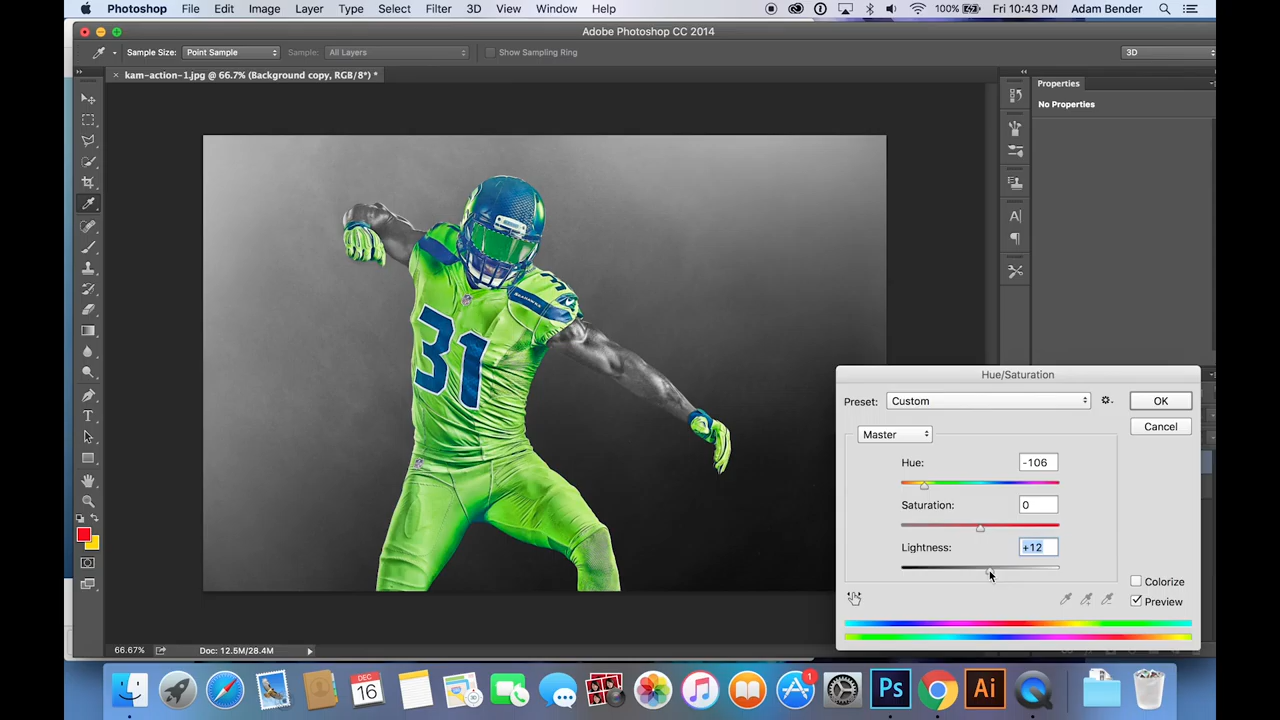 Photoshop File Edit Image Layer Type Select Filter 3D View Window Help 100% Fri 10:43 PM Adam Bender
Adobe Photoshop CC 2014
Sample Size: Point Sample Sample: All Layers Show Sampling Ring 3D
× kam-action-1.jpg @ 66.7% (Background copy, RGB/8*) *
Properties
No Properties
SEAHAWKS
31
31
Hue/Saturation
Preset: Custom OK
Cancel
Master
Hue: -106
Saturation: 0
Lightness: +12
Colorize
Preview
66.67% Doc: 12.5M/28.4M
DEC
16
1
Ps
Ai